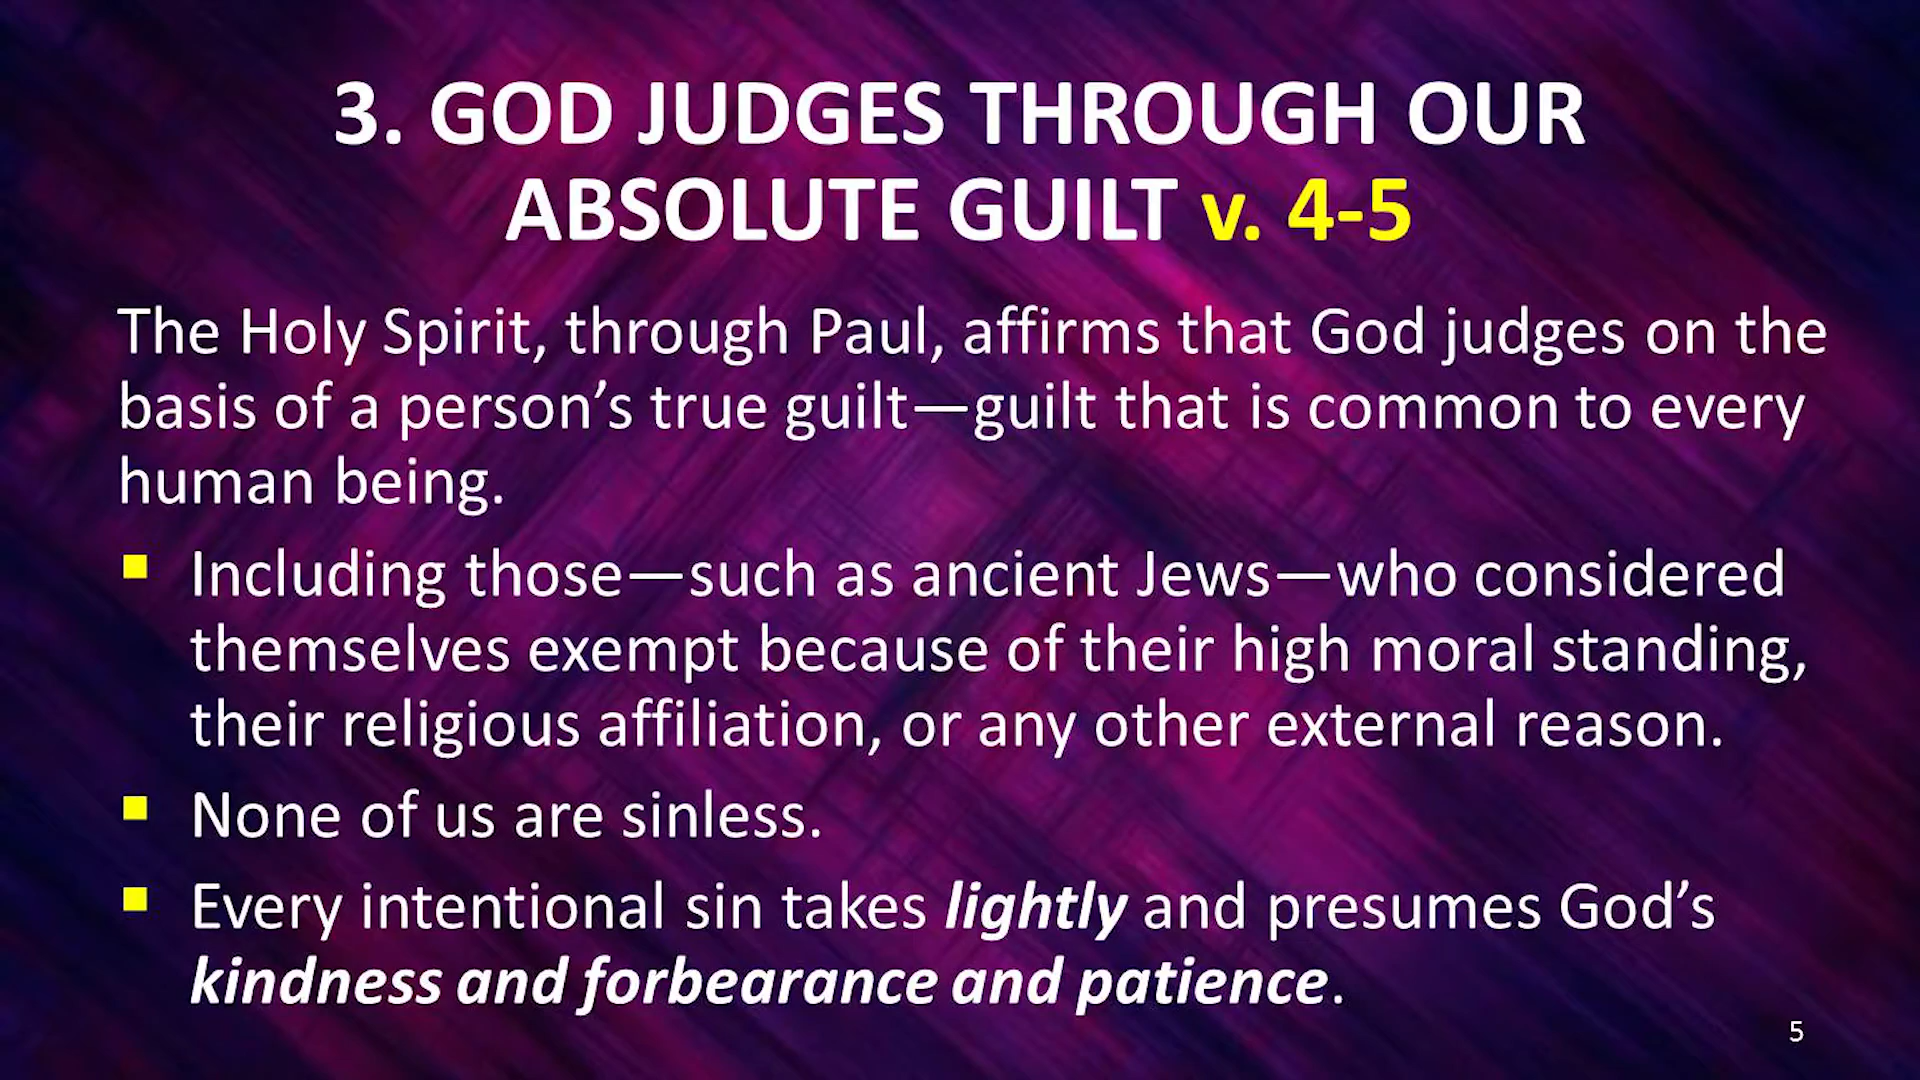 3. GOD JUDGES THROUGH OUR
ABSOLUTE GUILT v. 4-5
The Holy Spirit, through Paul, affirms that God judges on the
basis of a person’s true guilt—guilt that is common to every
human being.
▪ Including those—such as ancient Jews—who considered
themselves exempt because of their high moral standing,
their religious affiliation, or any other external reason.
▪ None of us are sinless.
▪ Every intentional sin takes lightly and presumes God’s
kindness and forbearance and patience.
5